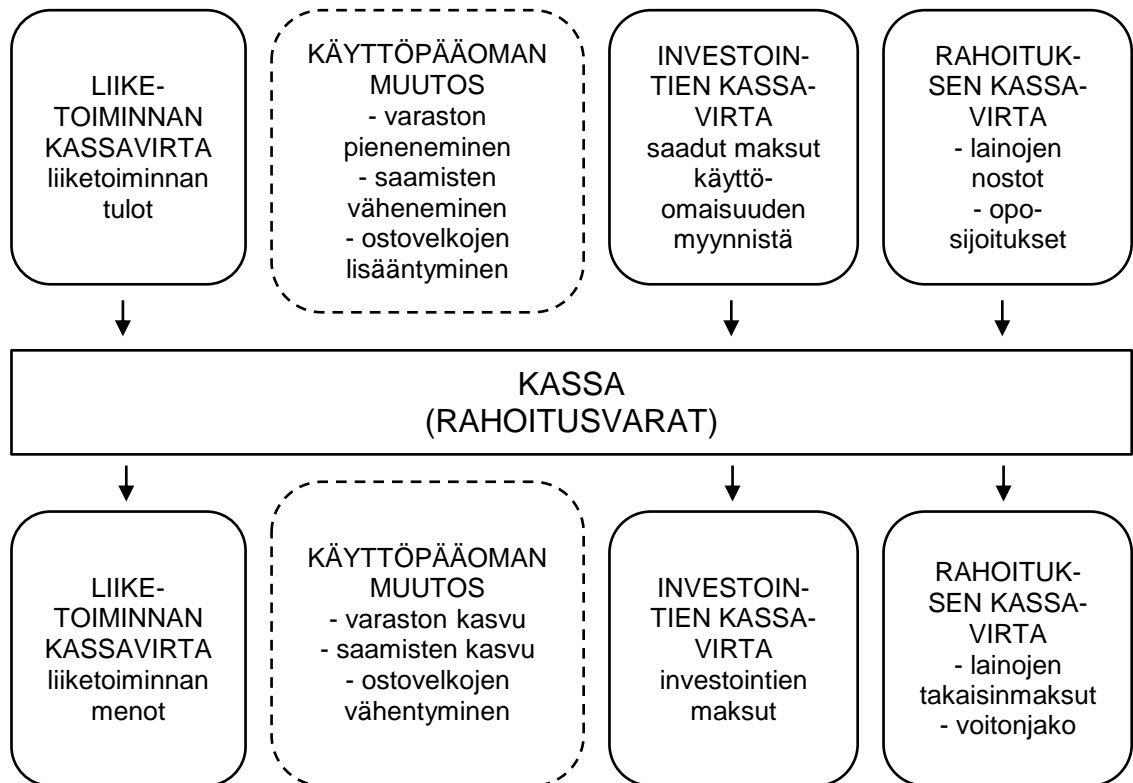 LIIKE-
TOIMINNAN
KASSAVIRTA
liiketoiminnan
tulot
KÄYTTÖPÄÄOMAN
MUUTOS
- varaston
pieneneminen
- saamisten
väheneminen
- ostovelkojen
lisääntyminen
INVESTOIN-
TIEN KASSA-
VIRTA
saadut maksut
käyttö-
omaisuuden
myynnistä
RAHOITUK-
SEN KASSA-
VIRTA
- lainojen
nostot
- opo-
sijoitukset
KASSA
(RAHOITUSVARAT)
LIIKE-
TOIMINNAN
KASSAVIRTA
liiketoiminnan
menot
KÄYTTÖPÄÄOMAN
MUUTOS
- varaston kasvu
- saamisten kasvu
- ostovelkojen
vähentyminen
INVESTOIN-
TIEN KASSA-
VIRTA
investointien
maksut
RAHOITUK-
SEN KASSA-
VIRTA
- lainojen
takaisinmaksut
- voitonjako